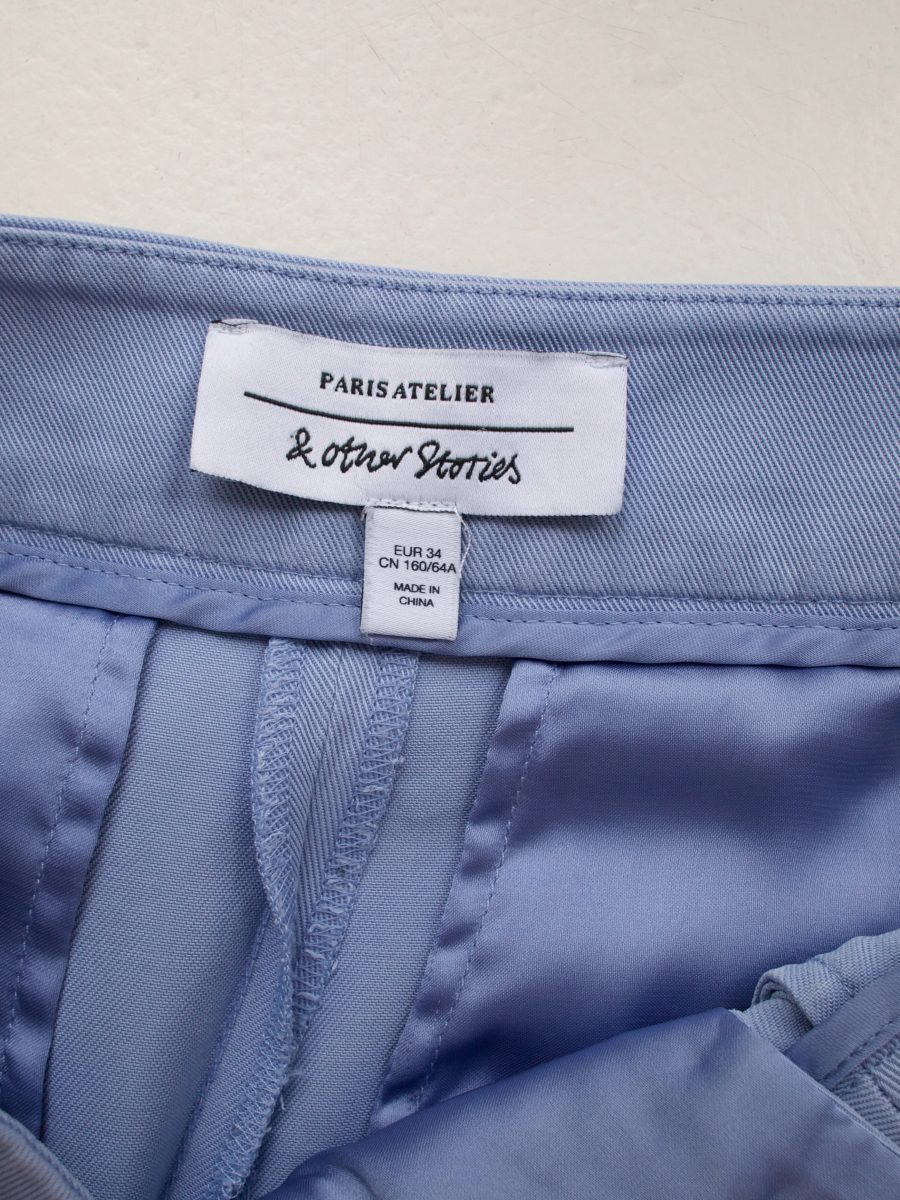 PARIS ATELIER
& other Stories
EUR 34
CN 160/64A
MADE IN
CHINA